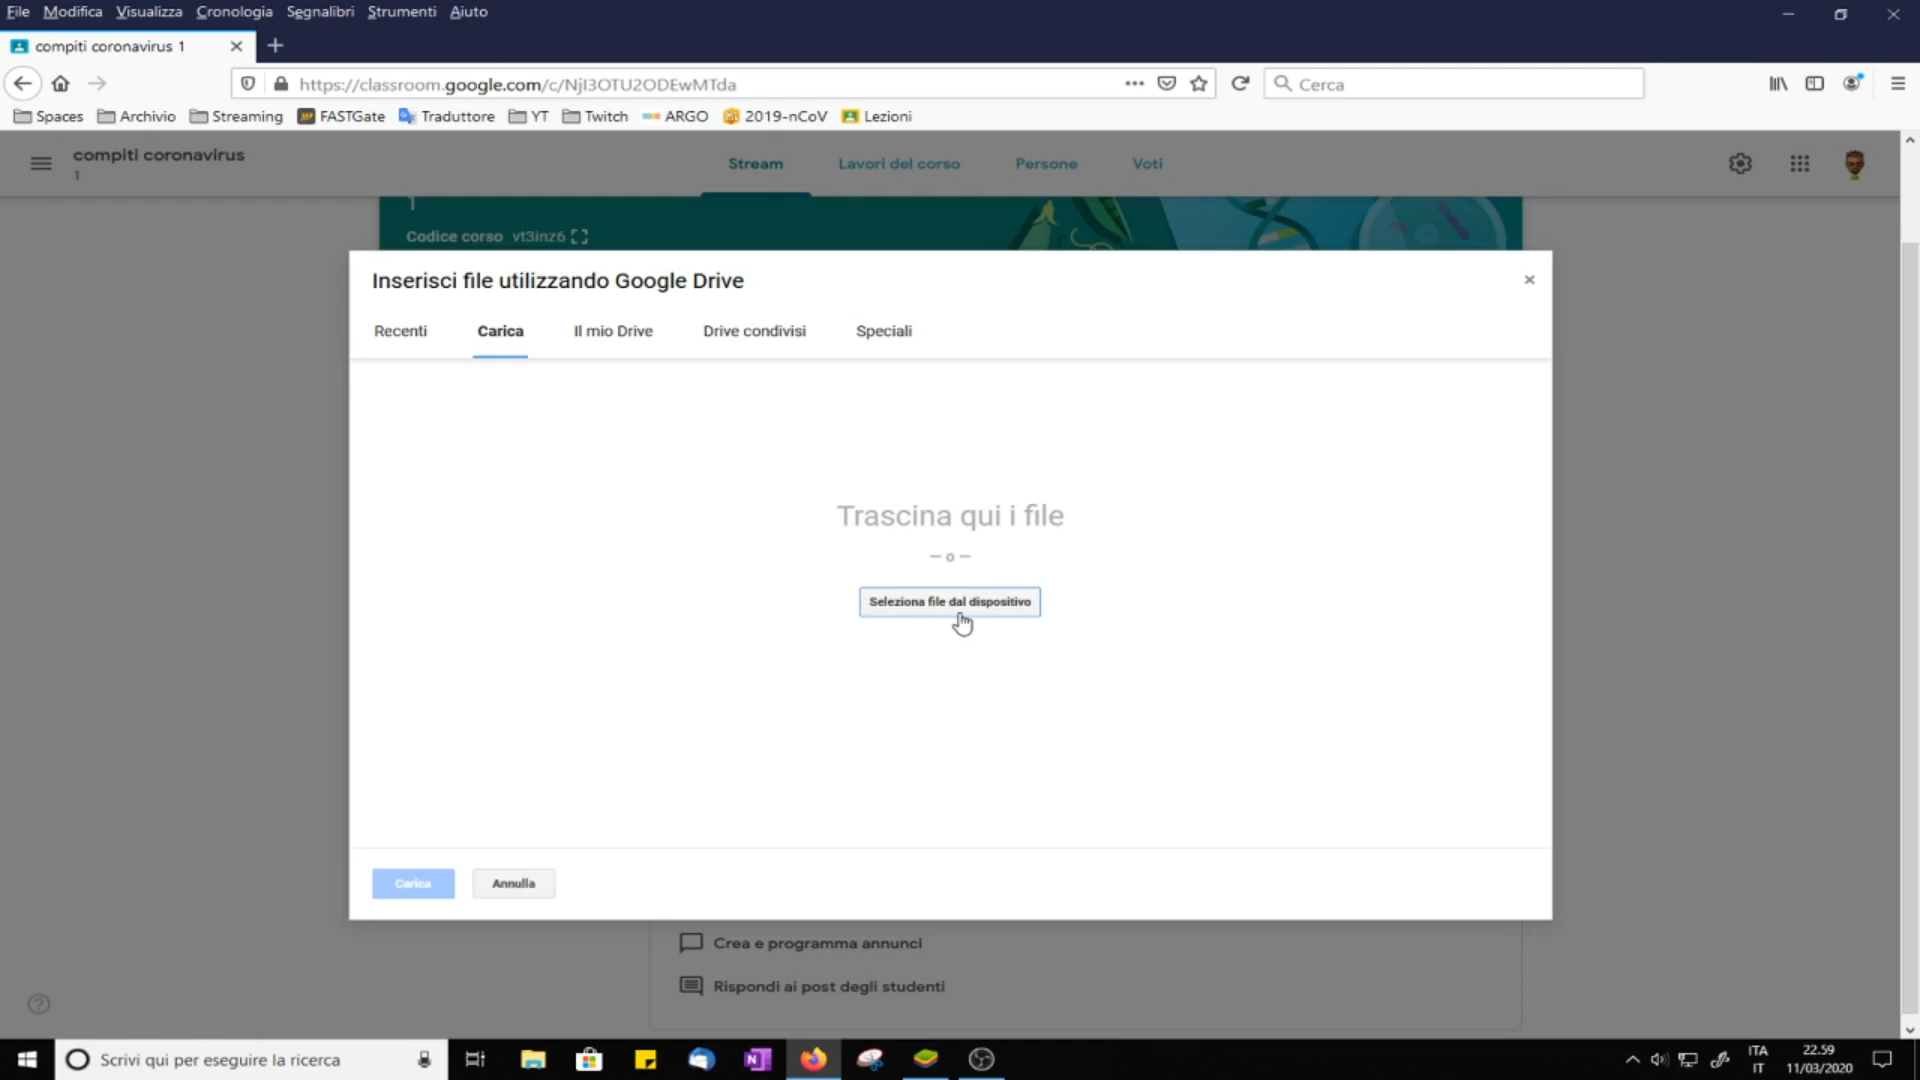 File Modifica Visualizza Cronologia Segnalibri Strumenti Aiuto
compiti coronavirus 1
https://classroom.google.com/c/NjI3OTU2ODEwMTda
Cerca
Spaces Archivio Streaming FASTGate Traduttore YT Twitch ARGO 2019-nCoV Lezioni
compiti coronavirus
1
Stream Lavori del corso Persone Voti
1
Codice corso vt3inz6
Inserisci file utilizzando Google Drive
Recenti Carica Il mio Drive Drive condivisi Speciali
Trascina qui i file
— o —
Seleziona file dal dispositivo
Carica Annulla
Crea e programma annunci
Rispondi ai post degli studenti
Scrivi qui per eseguire la ricerca
ITA
IT
22.59
11/03/2020